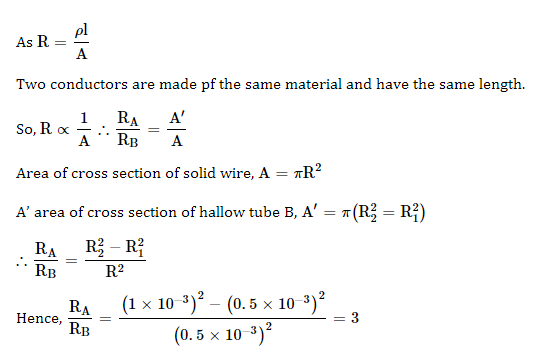 As R = ρl/A
Two conductors are made pf the same material and have the same length.
So, R ∝ 1/A ∴ R_A/R_B = A′/A
Area of cross section of solid wire, A = πR²
A′ area of cross section of hallow tube B, A′ = π(R₂² = R₁²)
∴ R_A/R_B = (R₂² − R₁²)/R²
Hence, R_A/R_B = ((1 × 10⁻³)² − (0.5 × 10⁻³)²)/(0.5 × 10⁻³)² = 3